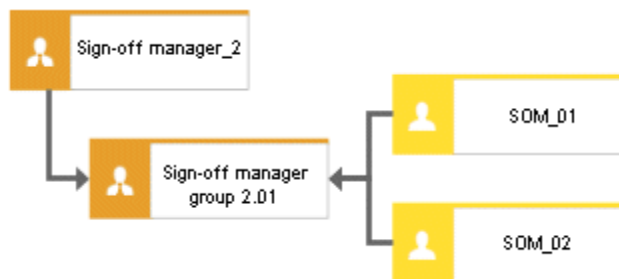 Sign-off manager_2
SOM_01
Sign-off manager
group 2.01
SOM_02